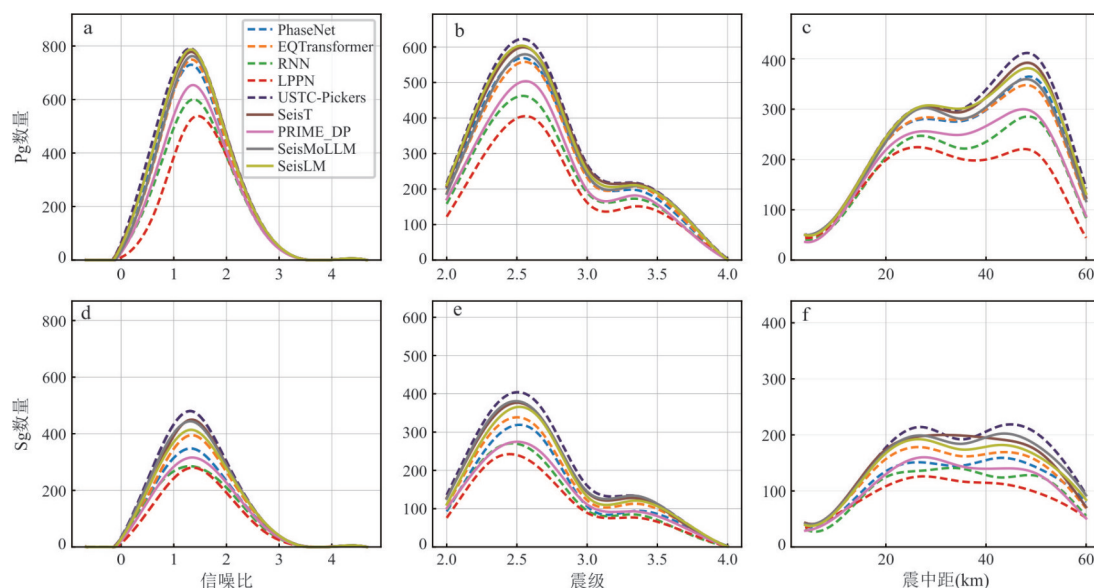 a
b
c
PhaseNet
EQTransformer
RNN
LPPN
USTC-Pickers
SeisT
PRIME_DP
SeisMoLLM
SeisLM
Pg数量
800
600
400
200
0
600
500
400
300
200
100
0
400
300
200
100
0
0 1 2 3 4
2.0 2.5 3.0 3.5 4.0
20 40 60
d
e
f
Sg数量
800
600
400
200
0
600
500
400
300
200
100
0
400
300
200
100
0
0 1 2 3 4
2.0 2.5 3.0 3.5 4.0
20 40 60
信噪比
震级
震中距(km)